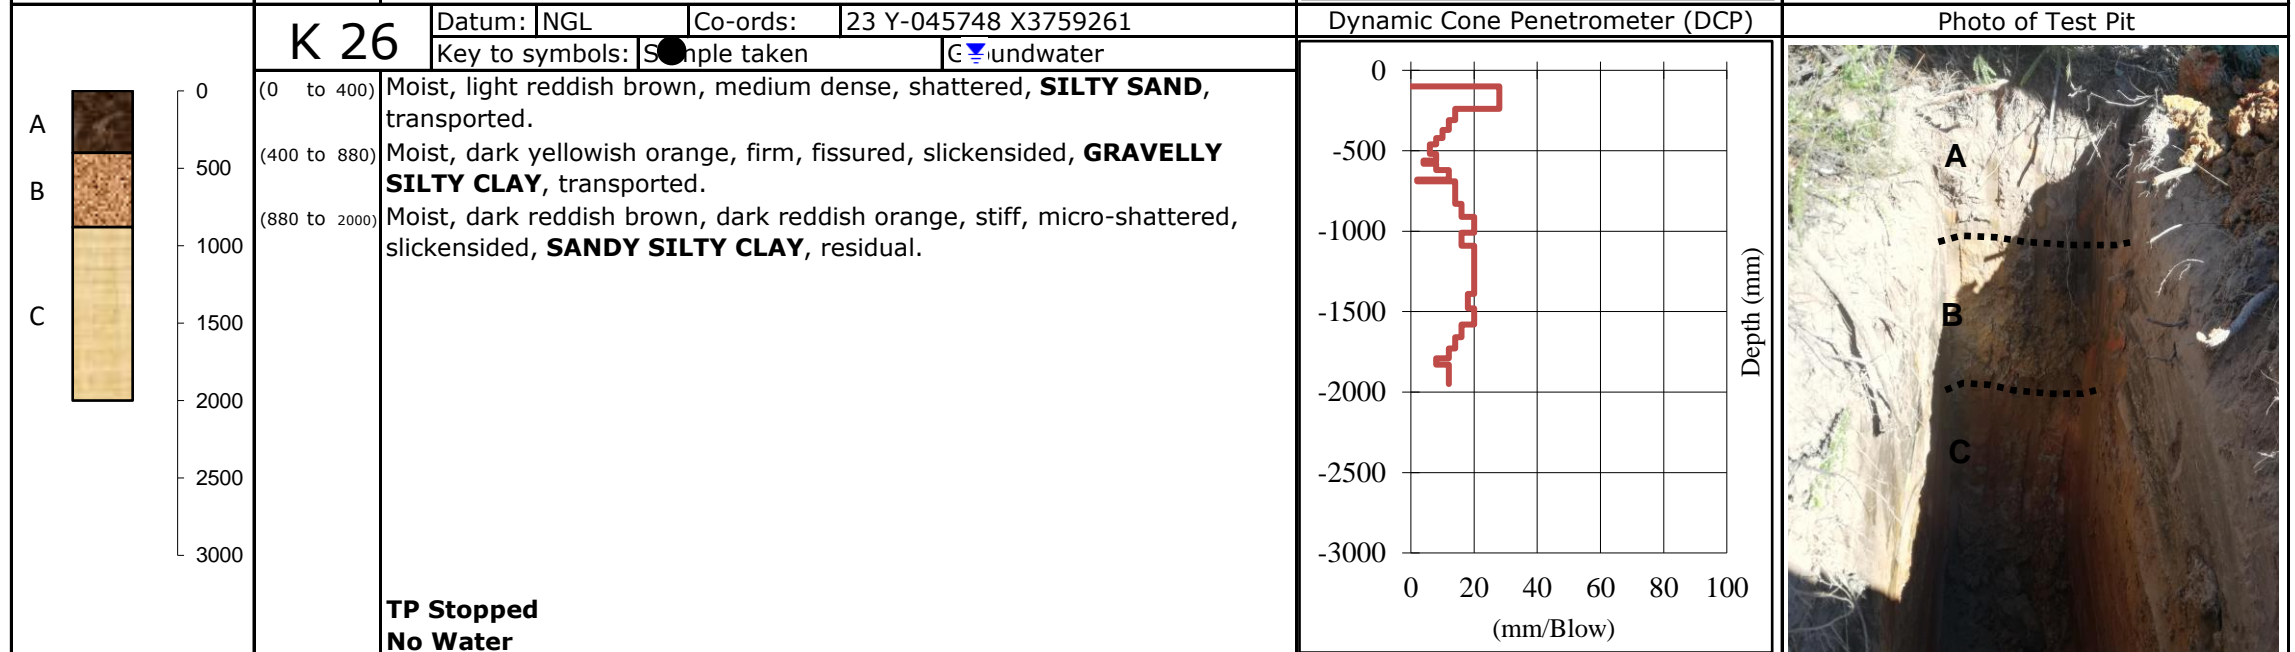 K 26
Datum: NGL Co-ords: 23 Y-045748 X3759261
Key to symbols: S mple taken G undwater
(0 to 400) Moist, light reddish brown, medium dense, shattered, SILTY SAND,
transported.
(400 to 880) Moist, dark yellowish orange, firm, fissured, slickensided, GRAVELLY
SILTY CLAY, transported.
(880 to 2000) Moist, dark reddish brown, dark reddish orange, stiff, micro-shattered,
slickensided, SANDY SILTY CLAY, residual.
TP Stopped
No Water
A
B
C
0
500
1000
1500
2000
2500
3000
Dynamic Cone Penetrometer (DCP)
0
-500
-1000
-1500
-2000
-2500
-3000
0 20 40 60 80 100
(mm/Blow)
Depth (mm)
Photo of Test Pit
A
B
C